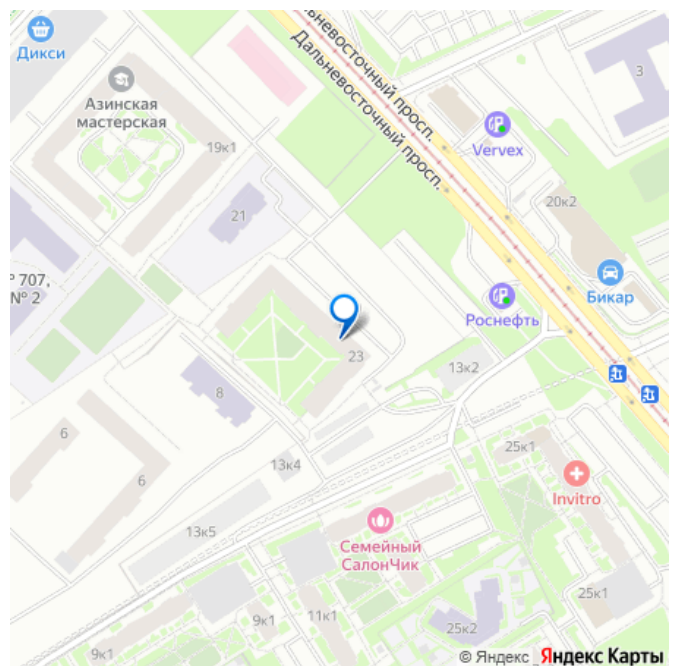 Дикси
Азинская
мастерская
19к1
Дальневосточный просп.
Дальневосточный просп.
3
Vervex
20к2
21
№ 707,
№ 2
Бикар
Роснефть
23
13к2
8
6
6
13к4
25к1
Invitro
13к5
Семейный
СалонЧик
25к1
11к1
9к1
25к2
9к1
© Яндекс Яндекс Карты